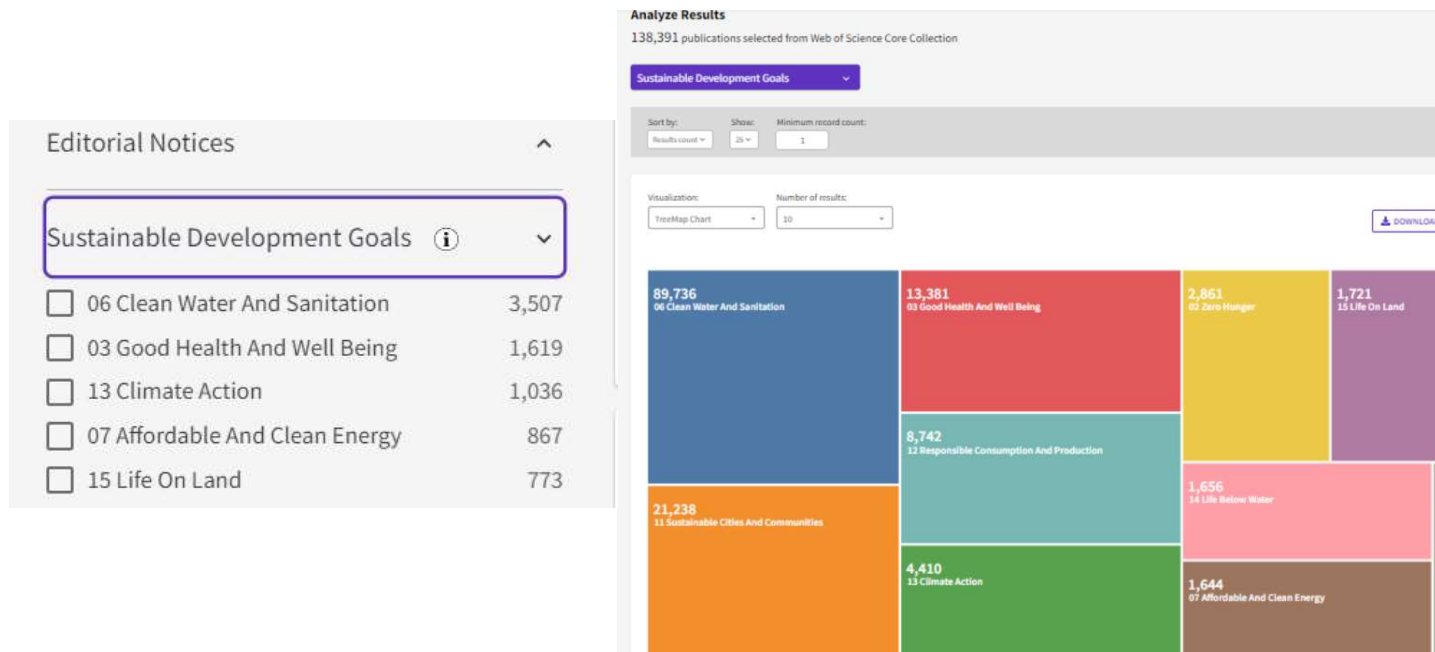 Editorial Notices
Sustainable Development Goals
06 Clean Water And Sanitation 3,507
03 Good Health And Well Being 1,619
13 Climate Action 1,036
07 Affordable And Clean Energy 867
15 Life On Land 773
Analyze Results
138,391 publications selected from Web of Science Core Collection
Sustainable Development Goals
Sort by: Show: Minimum record count:
Results count 25 1
Visualization: Number of results:
TreeMap Chart 10
DOWNLOA
89,736
06 Clean Water And Sanitation
21,238
11 Sustainable Cities And Communities
13,381
03 Good Health And Well Being
8,742
12 Responsible Consumption And Production
4,410
13 Climate Action
2,861
02 Zero Hunger
1,721
15 Life On Land
1,656
14 Life Below Water
1,644
07 Affordable And Clean Energy